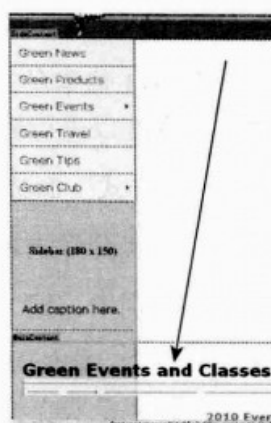 Green News
Green Products
Green Events
Green Travel
Green Tips
Green Club
Sidebar (180 x 150)
Add caption here.
MainContent
Green Events and Classes
2010 Even